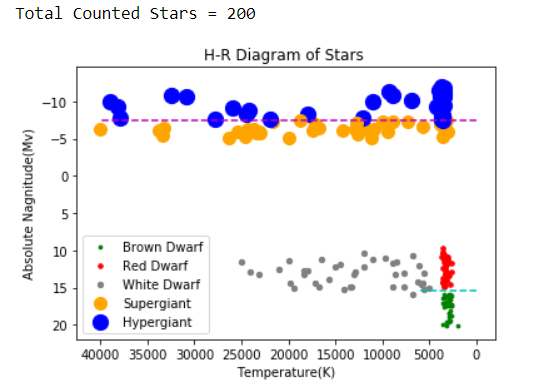 Total Counted Stars = 200
H-R Diagram of Stars
Absolute Nagnitude(Mv)
−10
−5
0
5
10
15
20
Brown Dwarf
Red Dwarf
White Dwarf
Supergiant
Hypergiant
40000 35000 30000 25000 20000 15000 10000 5000 0
Temperature(K)